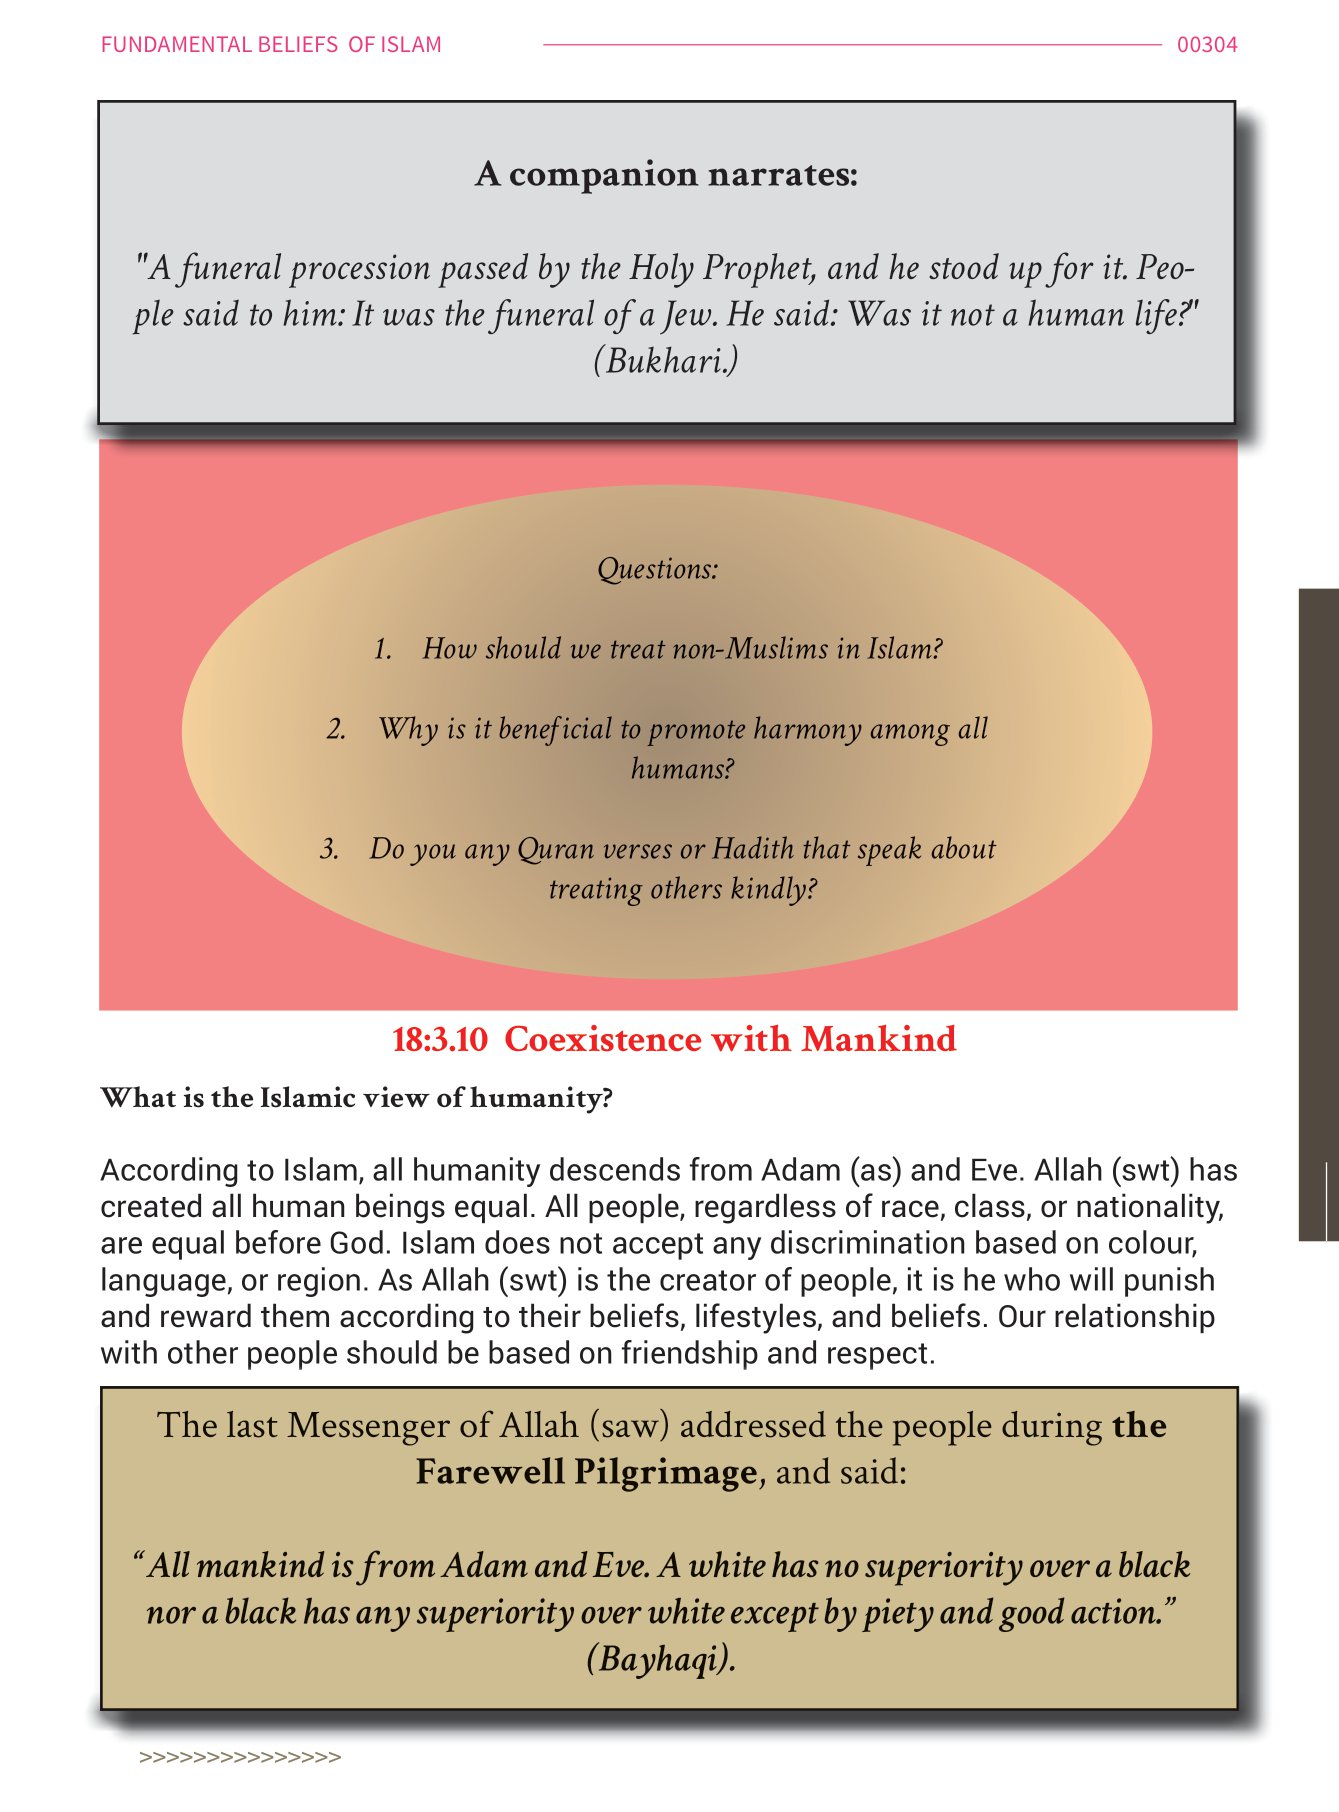 FUNDAMENTAL BELIEFS OF ISLAM 00304
A companion narrates:
"A funeral procession passed by the Holy Prophet, and he stood up for it. Peo-
ple said to him: It was the funeral of a Jew. He said: Was it not a human life?"
(Bukhari.)
Questions:
1. How should we treat non-Muslims in Islam?
2. Why is it beneficial to promote harmony among all
humans?
3. Do you any Quran verses or Hadith that speak about
treating others kindly?
18:3.10 Coexistence with Mankind
What is the Islamic view of humanity?
According to Islam, all humanity descends from Adam (as) and Eve. Allah (swt) has
created all human beings equal. All people, regardless of race, class, or nationality,
are equal before God. Islam does not accept any discrimination based on colour,
language, or region. As Allah (swt) is the creator of people, it is he who will punish
and reward them according to their beliefs, lifestyles, and beliefs. Our relationship
with other people should be based on friendship and respect.
The last Messenger of Allah (saw) addressed the people during the
Farewell Pilgrimage, and said:
“All mankind is from Adam and Eve. A white has no superiority over a black
nor a black has any superiority over white except by piety and good action.”
(Bayhaqi).
>>>>>>>>>>>>>>>